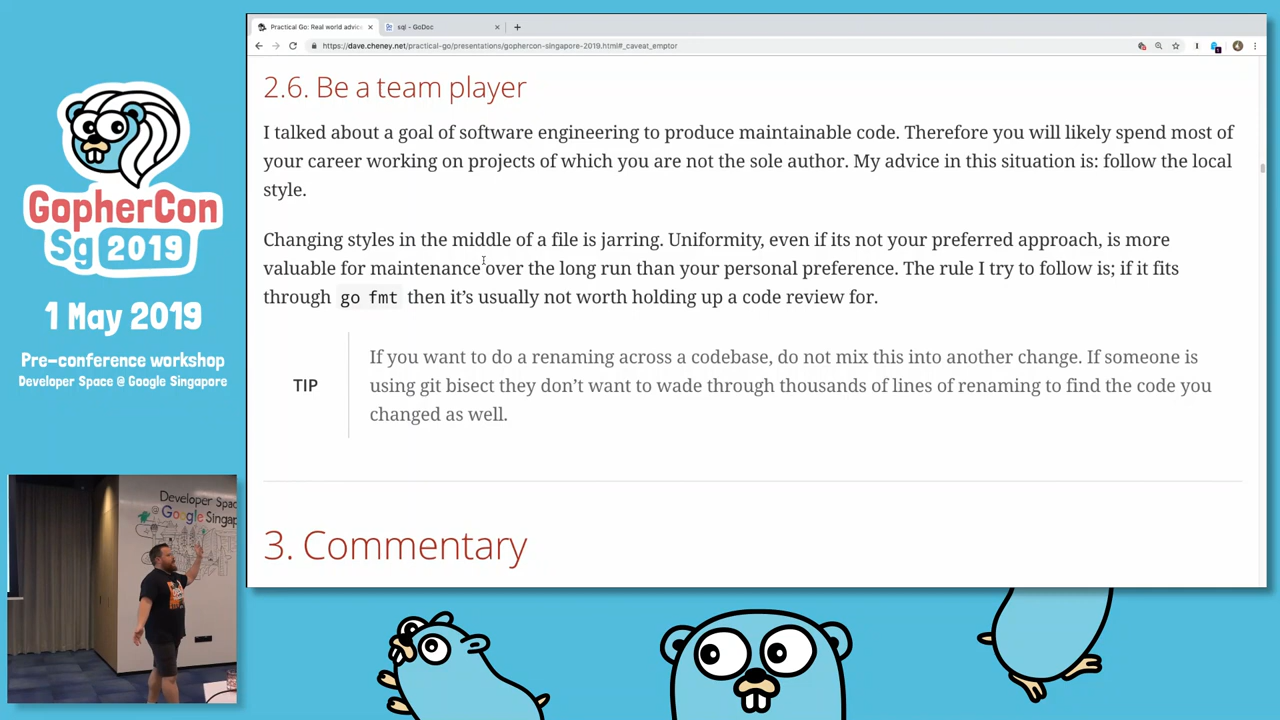 Practical Go: Real world advic
sql - GoDoc
https://dave.cheney.net/practical-go/presentations/gophercon-singapore-2019.html#_caveat_emptor
2.6. Be a team player
I talked about a goal of software engineering to produce maintainable code. Therefore you will likely spend most of
your career working on projects of which you are not the sole author. My advice in this situation is: follow the local
style.
Changing styles in the middle of a file is jarring. Uniformity, even if its not your preferred approach, is more
valuable for maintenance over the long run than your personal preference. The rule I try to follow is; if it fits
through go fmt then it’s usually not worth holding up a code review for.
TIP
If you want to do a renaming across a codebase, do not mix this into another change. If someone is
using git bisect they don’t want to wade through thousands of lines of renaming to find the code you
changed as well.
3. Commentary
GopherCon
Sg 2019
1 May 2019
Pre-conference workshop
Developer Space @ Google Singapore
Developer Spac
@ Google Singap